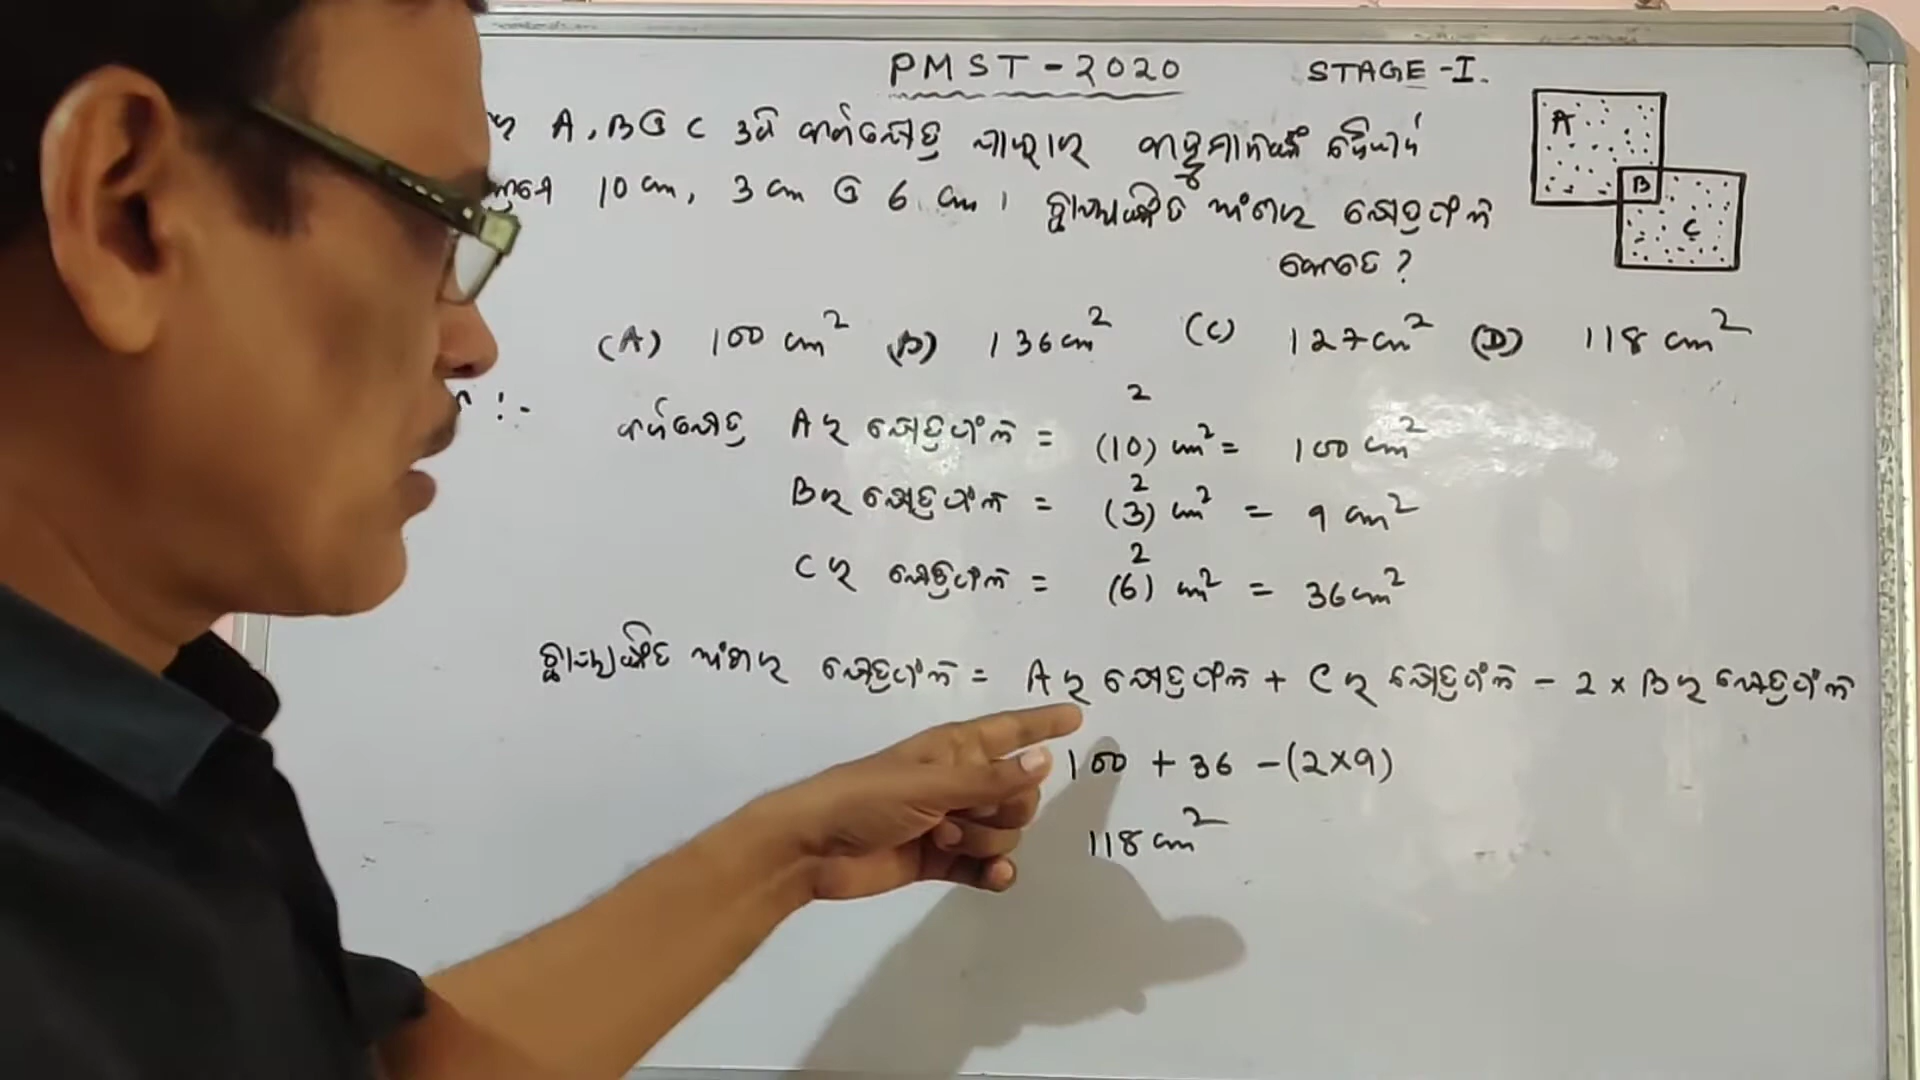 PMST - 2020 STAGE - I.
ର A, B ଓ C ୨ଟି ବର୍ଗକ୍ଷେତ୍ର ଯାହାର ବାହୁମାନଙ୍କ ଦୈର୍ଘ୍ୟ
10 cm, 3 cm ଓ 6 cm । ଛାୟାଙ୍କିତ ଅଂଶର କ୍ଷେତ୍ରଫଳ
କେତେ ?
A
B
C
(A) 100 cm² (B) 136 cm² (C) 127 cm² (D) 118 cm²
:- ବର୍ଗକ୍ଷେତ୍ର A ର କ୍ଷେତ୍ରଫଳ = (10)² cm² = 100 cm²
B ର କ୍ଷେତ୍ରଫଳ = (3)² cm² = 9 cm²
C ର କ୍ଷେତ୍ରଫଳ = (6)² cm² = 36 cm²
ଛାୟାଙ୍କିତ ଅଂଶର କ୍ଷେତ୍ରଫଳ = A ର କ୍ଷେତ୍ରଫଳ + C ର କ୍ଷେତ୍ରଫଳ - 2 × B ର କ୍ଷେତ୍ରଫଳ
100 + 36 - (2×9)
118 cm²